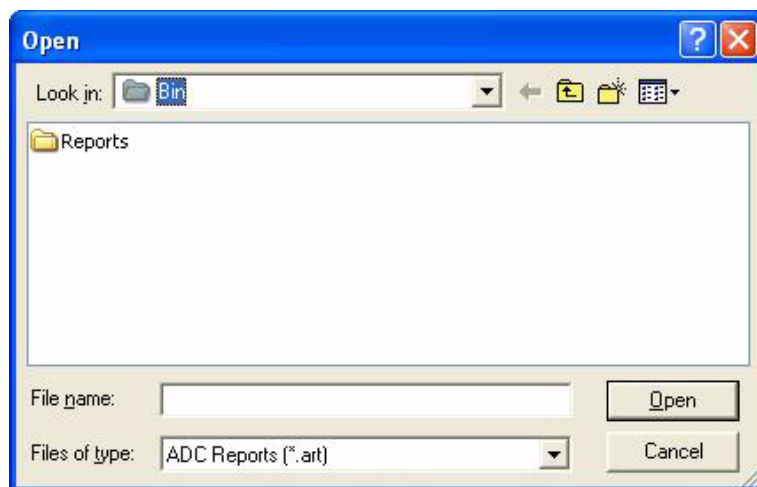 Open
Look in: Bin
Reports
File name: Open
Files of type: ADC Reports (*.art) Cancel